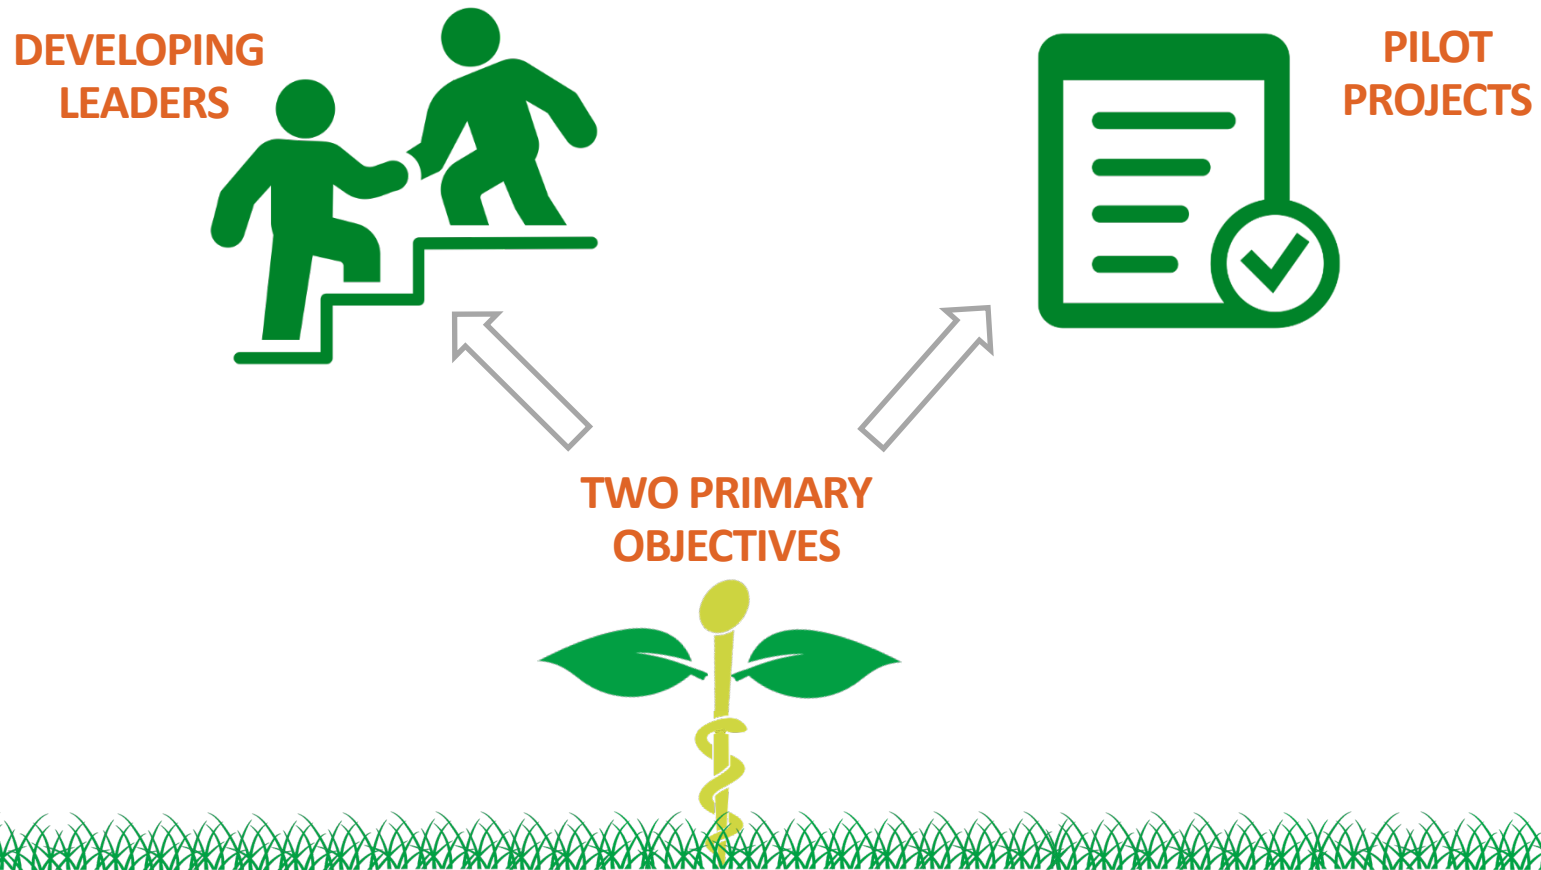 DEVELOPING
LEADERS
PILOT
PROJECTS
TWO PRIMARY
OBJECTIVES